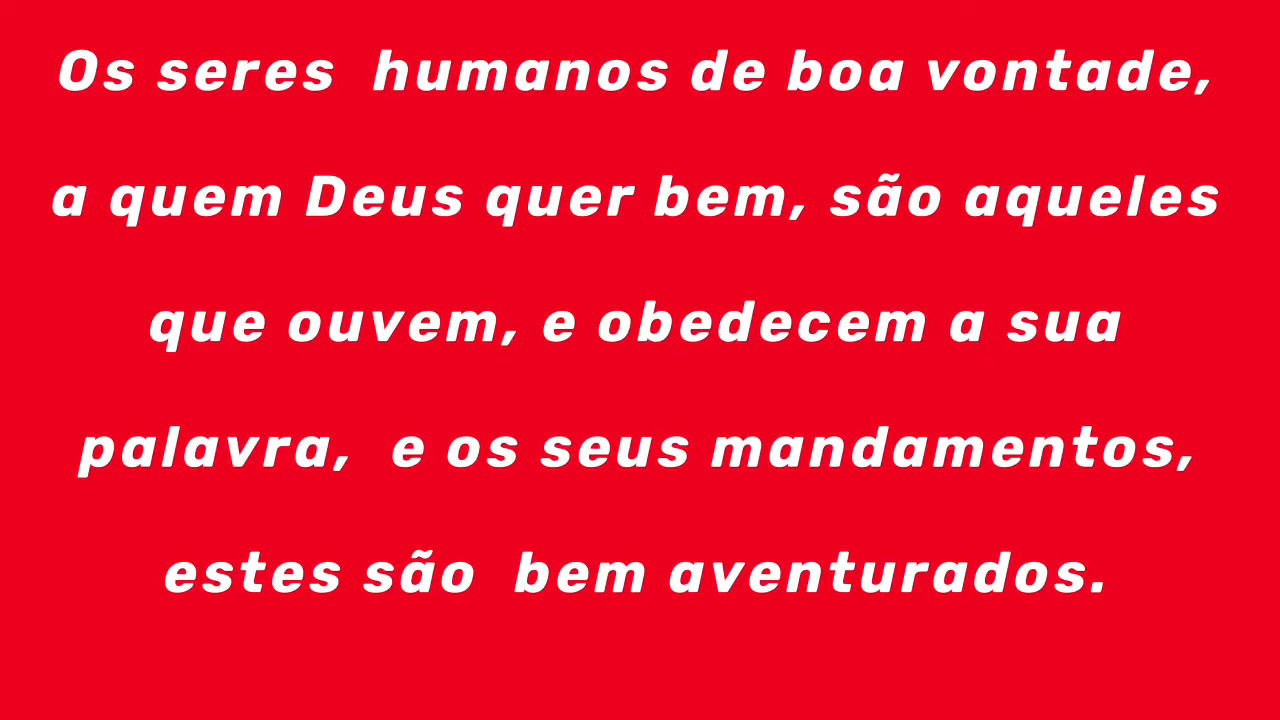 Os seres  humanos de boa vontade,
a quem Deus quer bem, são aqueles
que ouvem, e obedecem a sua
palavra,  e os seus mandamentos,
estes são  bem aventurados.